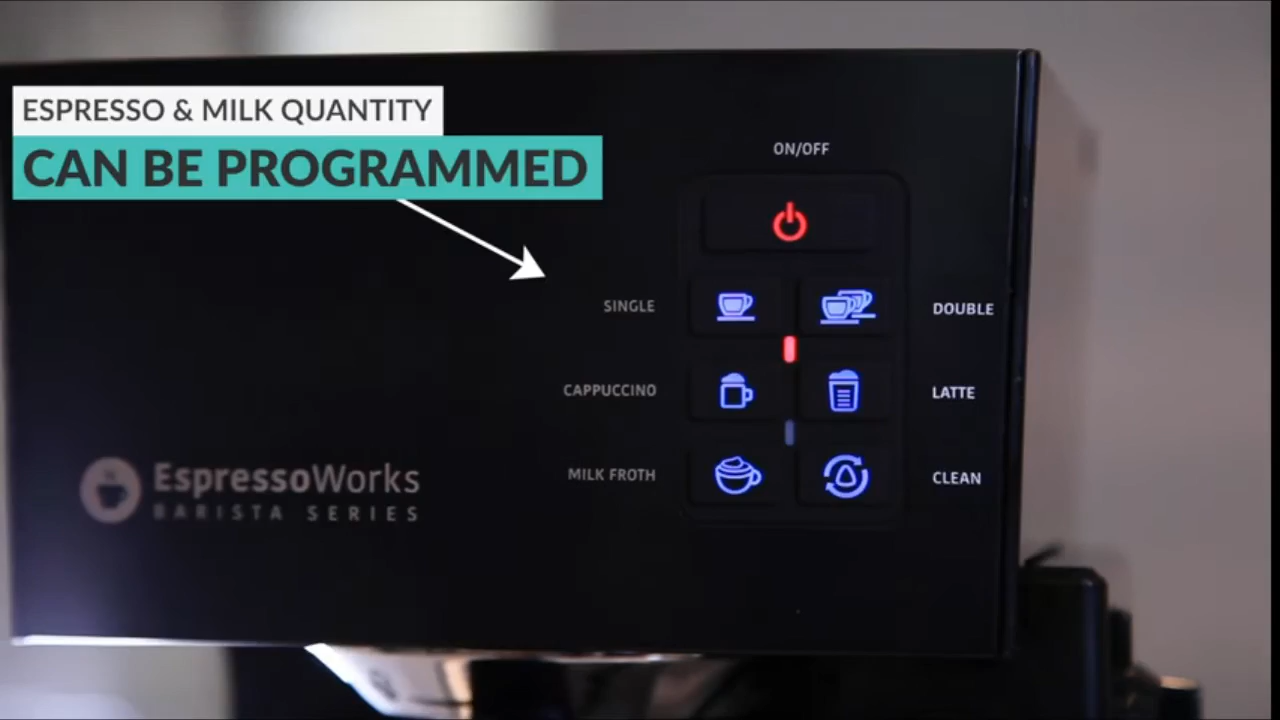 ESPRESSO & MILK QUANTITY
CAN BE PROGRAMMED
ON/OFF
SINGLE
DOUBLE
CAPPUCCINO
LATTE
MILK FROTH
CLEAN
EspressoWorks
BARISTA SERIES